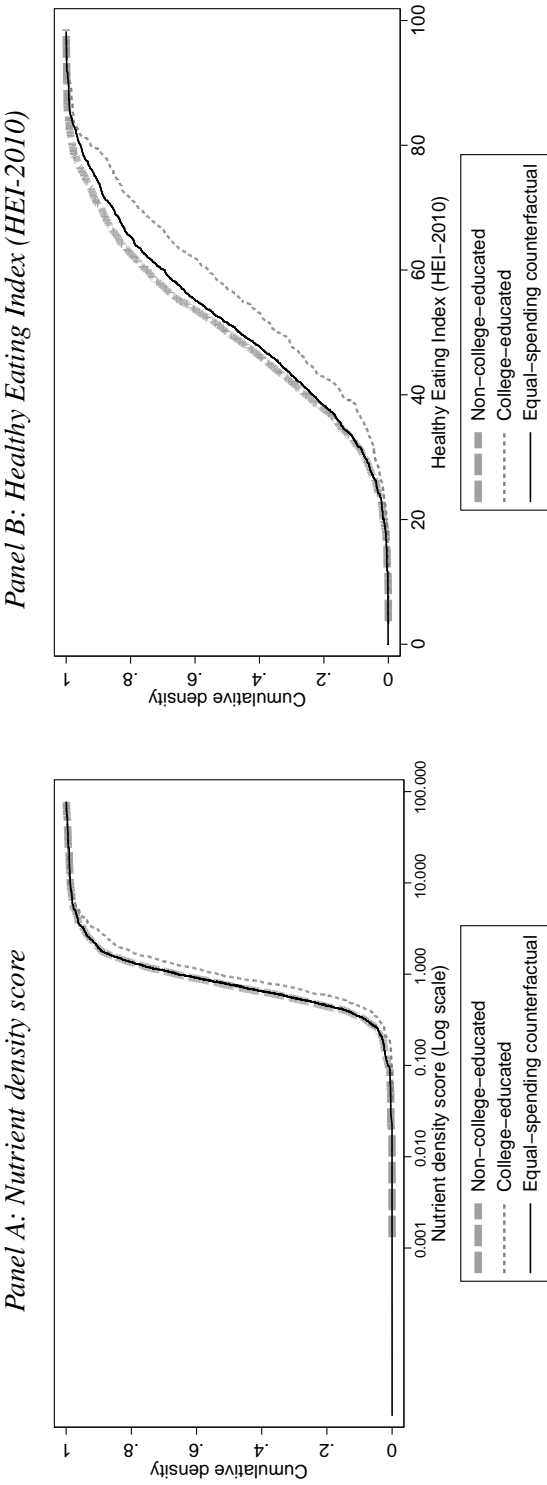 Panel A: Nutrient density score
Cumulative density
0
.2
.4
.6
.8
1
0.001
0.010
0.100
1.000
10.000
100.000
Nutrient density score (Log scale)
Non−college−educated
College−educated
Equal−spending counterfactual
Panel B: Healthy Eating Index (HEI-2010)
Cumulative density
0
.2
.4
.6
.8
1
0
20
40
60
80
100
Healthy Eating Index (HEI−2010)
Non−college−educated
College−educated
Equal−spending counterfactual